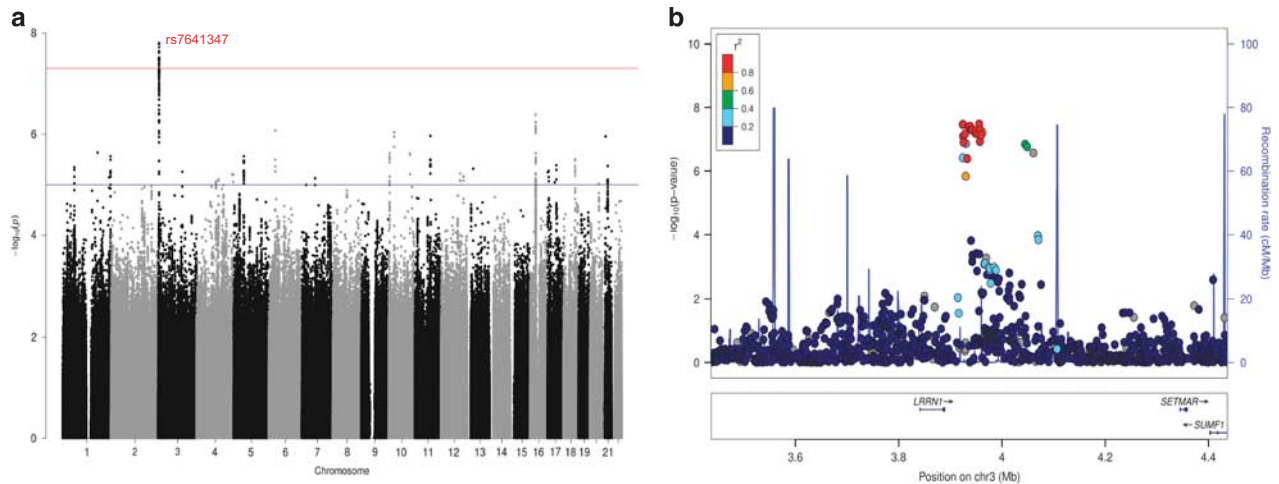 a
8
6
4
2
0
−log₁₀(p)
rs7641347
1 2 3 4 5 6 7 8 9 10 11 12 13 14 15 16 17 18 19 21
Chromosome
b
r²
0.8
0.6
0.4
0.2
10
8
6
4
2
0
−log₁₀(p-value)
100
80
60
40
20
0
Recombination rate (cM/Mb)
LRRN1→
SETMAR→
←SUMF1
3.6 3.8 4 4.2 4.4
Position on chr3 (Mb)